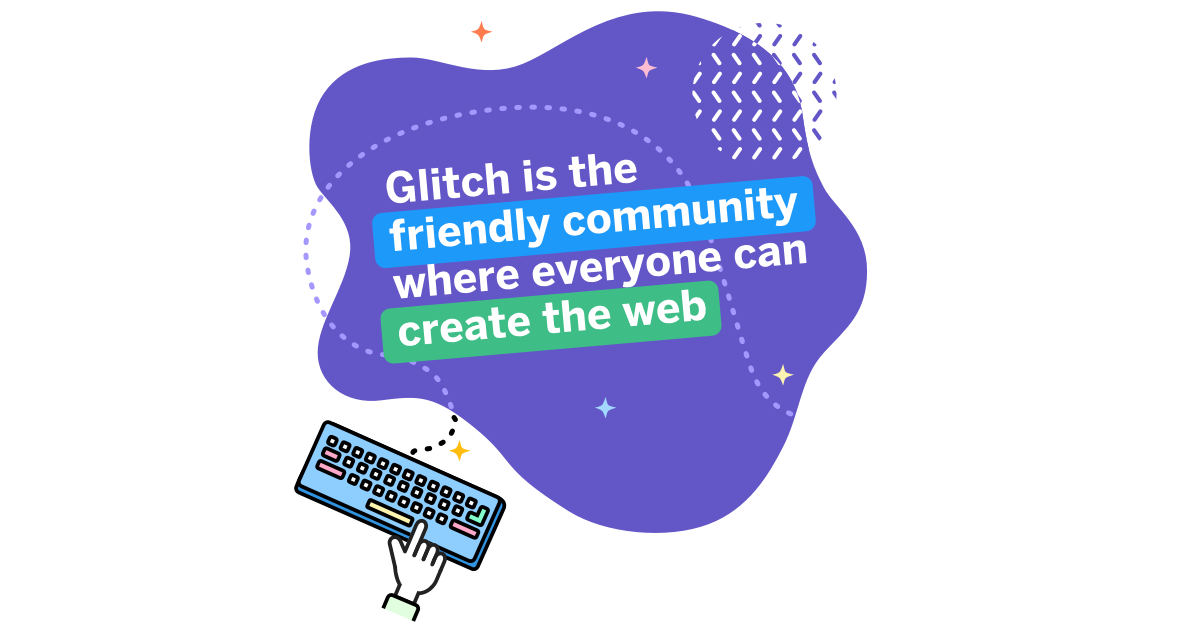 Glitch is the
friendly community
where everyone can
create the web